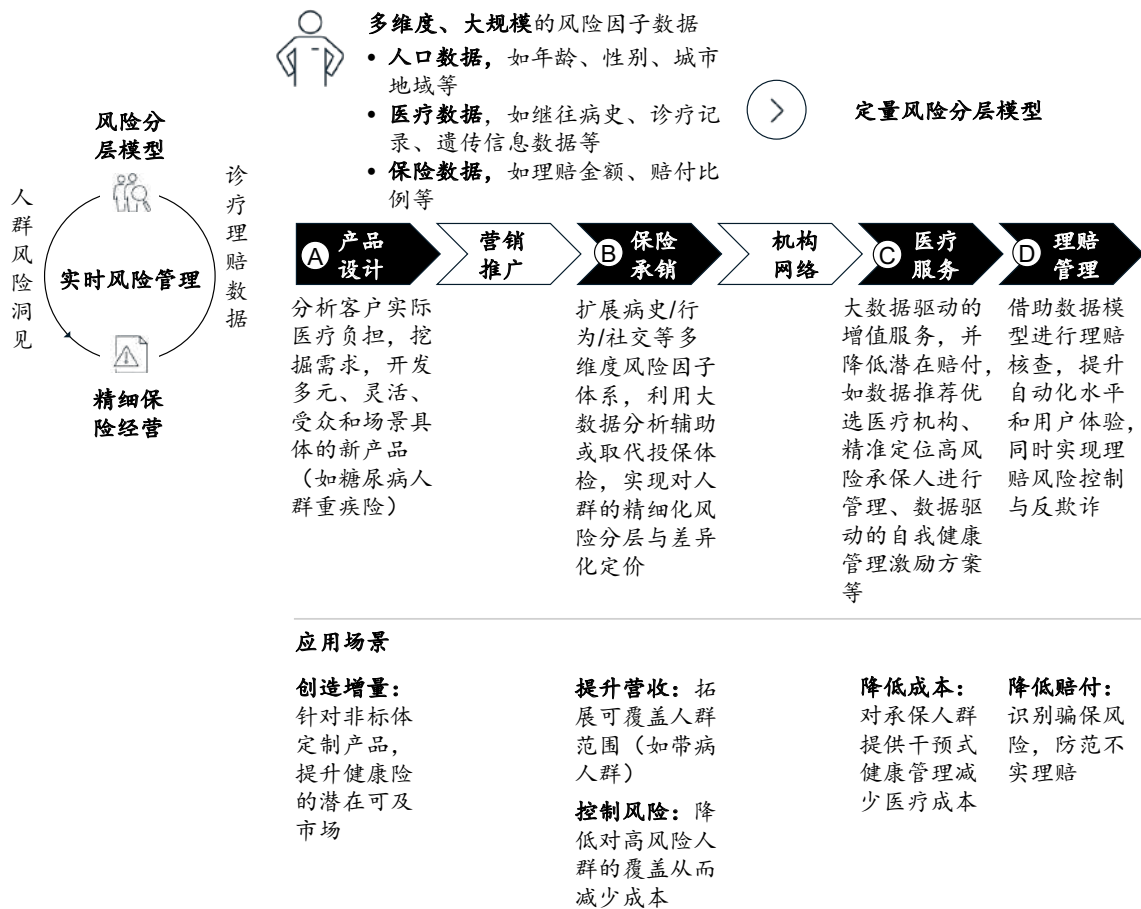 多维度、大规模的风险因子数据
• 人口数据，如年龄、性别、城市
地域等
• 医疗数据，如继往病史、诊疗记
录、遗传信息数据等
• 保险数据，如理赔金额、赔付比
例等
定量风险分层模型
风险分
层模型
人群风险洞见
实时风险管理
诊疗理赔数据
精细保
险经营
A 产品
设计
营销
推广
B 保险
承销
机构
网络
C 医疗
服务
D 理赔
管理
分析客户实际
医疗负担，挖
掘需求，开发
多元、灵活、
受众和场景具
体的新产品
（如糖尿病人
群重疾险）
扩展病史/行
为/社交等多
维度风险因子
体系，利用大
数据分析辅助
或取代投保体
检，实现对人
群的精细化风
险分层与差异
化定价
大数据驱动的
增值服务，并
降低潜在赔付，
如数据推荐优
选医疗机构、
精准定位高风
险承保人进行
管理、数据驱
动的自我健康
管理激励方案
等
借助数据模
型进行理赔
核查，提升
自动化水平
和用户体验，
同时实现理
赔风险控制
与反欺诈
应用场景
创造增量：
针对非标体
定制产品，
提升健康险
的潜在可及
市场
提升营收：拓
展可覆盖人群
范围（如带病
人群）
控制风险：降
低对高风险人
群的覆盖从而
减少成本
降低成本：
对承保人群
提供干预式
健康管理减
少医疗成本
降低赔付：
识别骗保风
险，防范不
实理赔